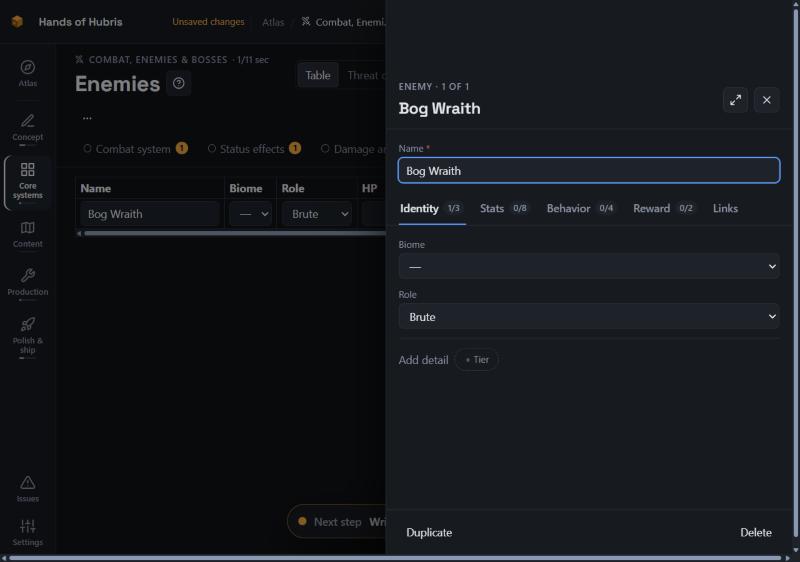 Hands of Hubris
Unsaved changes
Atlas / Combat, Enemi...
Atlas
Concept
Core systems
Content
Production
Polish & ship
Issues
Settings
COMBAT, ENEMIES & BOSSES · 1/11 sec
Enemies
Table
Threat
...
Combat system 1
Status effects 1
Damage
Name Biome Role HP
Bog Wraith — Brute
Next step
ENEMY · 1 OF 1
Bog Wraith
Name *
Bog Wraith
Identity 1/3 Stats 0/8 Behavior 0/4 Reward 0/2 Links
Biome
—
Role
Brute
Add detail + Tier
Duplicate Delete